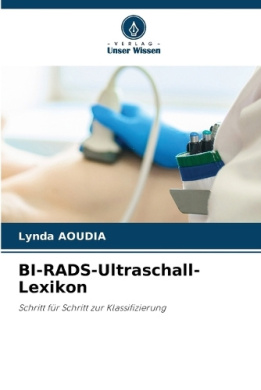 - VERLAG -
Unser Wissen
Lynda AOUDIA
BI-RADS-Ultraschall-
Lexikon
Schritt für Schritt zur Klassifizierung